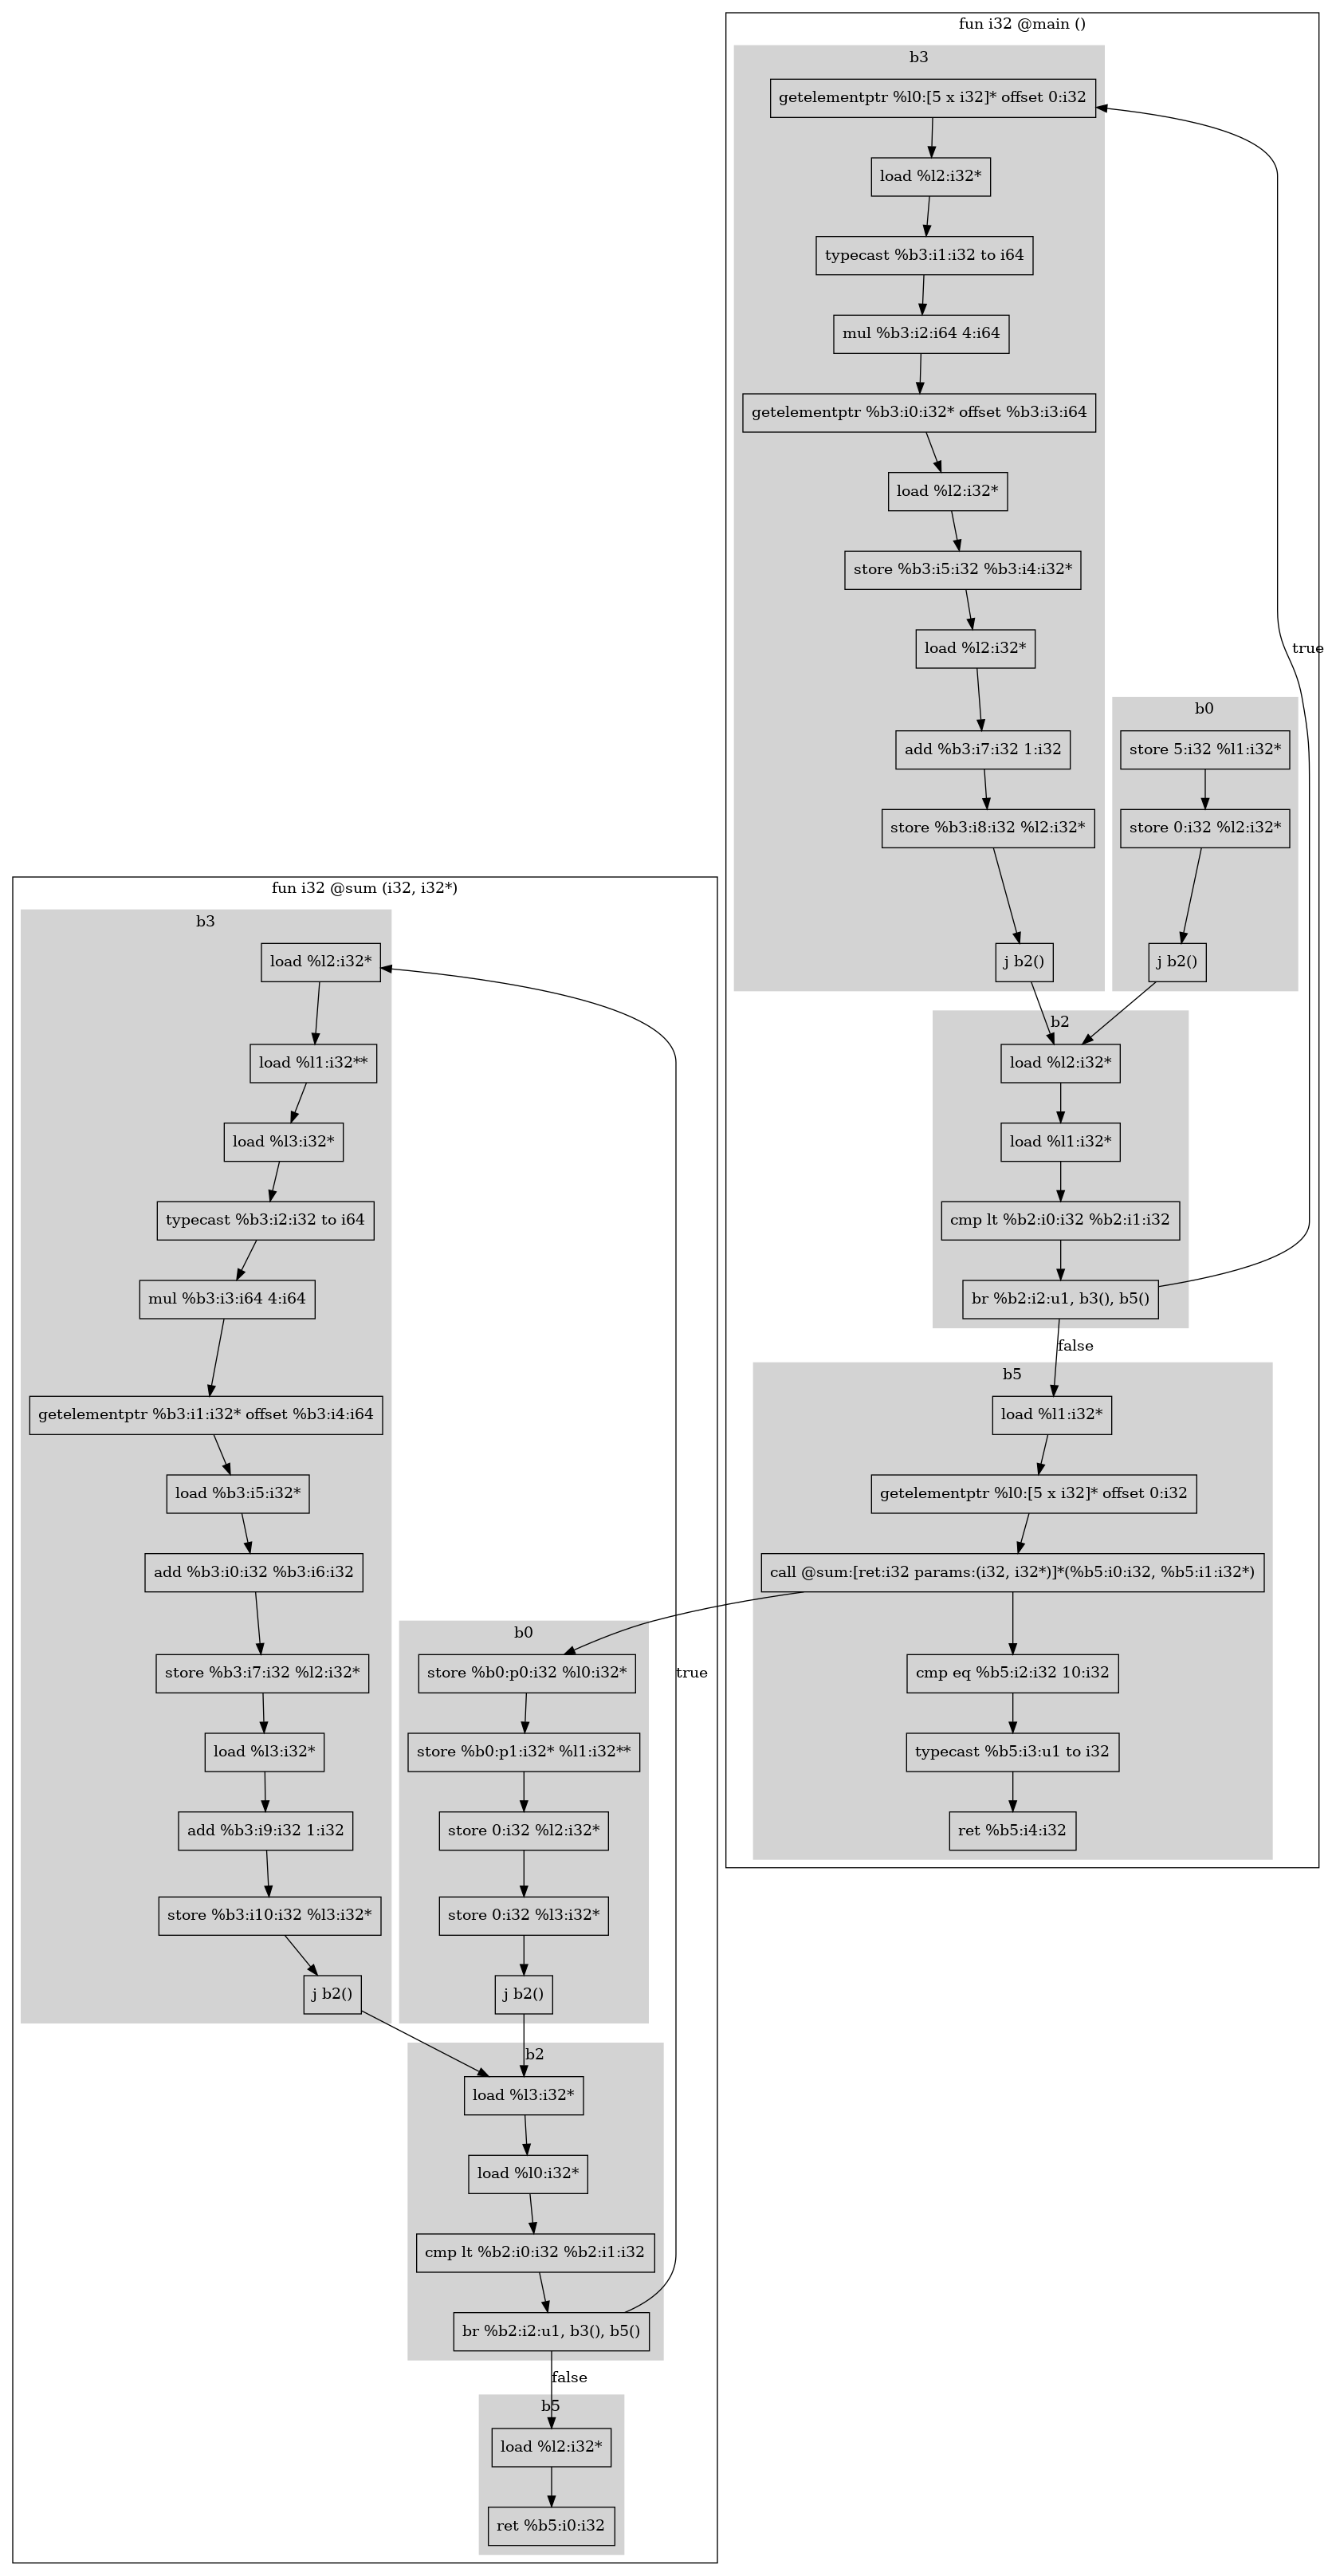 fun i32 @main ()
b3
getelementptr %l0:[5 x i32]* offset 0:i32
load %l2:i32*
typecast %b3:i1:i32 to i64
mul %b3:i2:i64 4:i64
getelementptr %b3:i0:i32* offset %b3:i3:i64
load %l2:i32*
store %b3:i5:i32 %b3:i4:i32*
load %l2:i32*
true
add %b3:i7:i32 1:i32
store %b3:i8:i32 %l2:i32*
j b2()
b0
store 5:i32 %l1:i32*
store 0:i32 %l2:i32*
j b2()
b2
load %l2:i32*
load %l1:i32*
cmp lt %b2:i0:i32 %b2:i1:i32
br %b2:i2:u1, b3(), b5()
false
b5
load %l1:i32*
getelementptr %l0:[5 x i32]* offset 0:i32
call @sum:[ret:i32 params:(i32, i32*)]*(%b5:i0:i32, %b5:i1:i32*)
cmp eq %b5:i2:i32 10:i32
typecast %b5:i3:u1 to i32
ret %b5:i4:i32
fun i32 @sum (i32, i32*)
b3
load %l2:i32*
load %l1:i32**
load %l3:i32*
typecast %b3:i2:i32 to i64
mul %b3:i3:i64 4:i64
getelementptr %b3:i1:i32* offset %b3:i4:i64
load %b3:i5:i32*
add %b3:i0:i32 %b3:i6:i32
store %b3:i7:i32 %l2:i32*
load %l3:i32*
add %b3:i9:i32 1:i32
store %b3:i10:i32 %l3:i32*
j b2()
b0
store %b0:p0:i32 %l0:i32*
true
store %b0:p1:i32* %l1:i32**
store 0:i32 %l2:i32*
store 0:i32 %l3:i32*
j b2()
b2
load %l3:i32*
load %l0:i32*
cmp lt %b2:i0:i32 %b2:i1:i32
br %b2:i2:u1, b3(), b5()
false
b5
load %l2:i32*
ret %b5:i0:i32